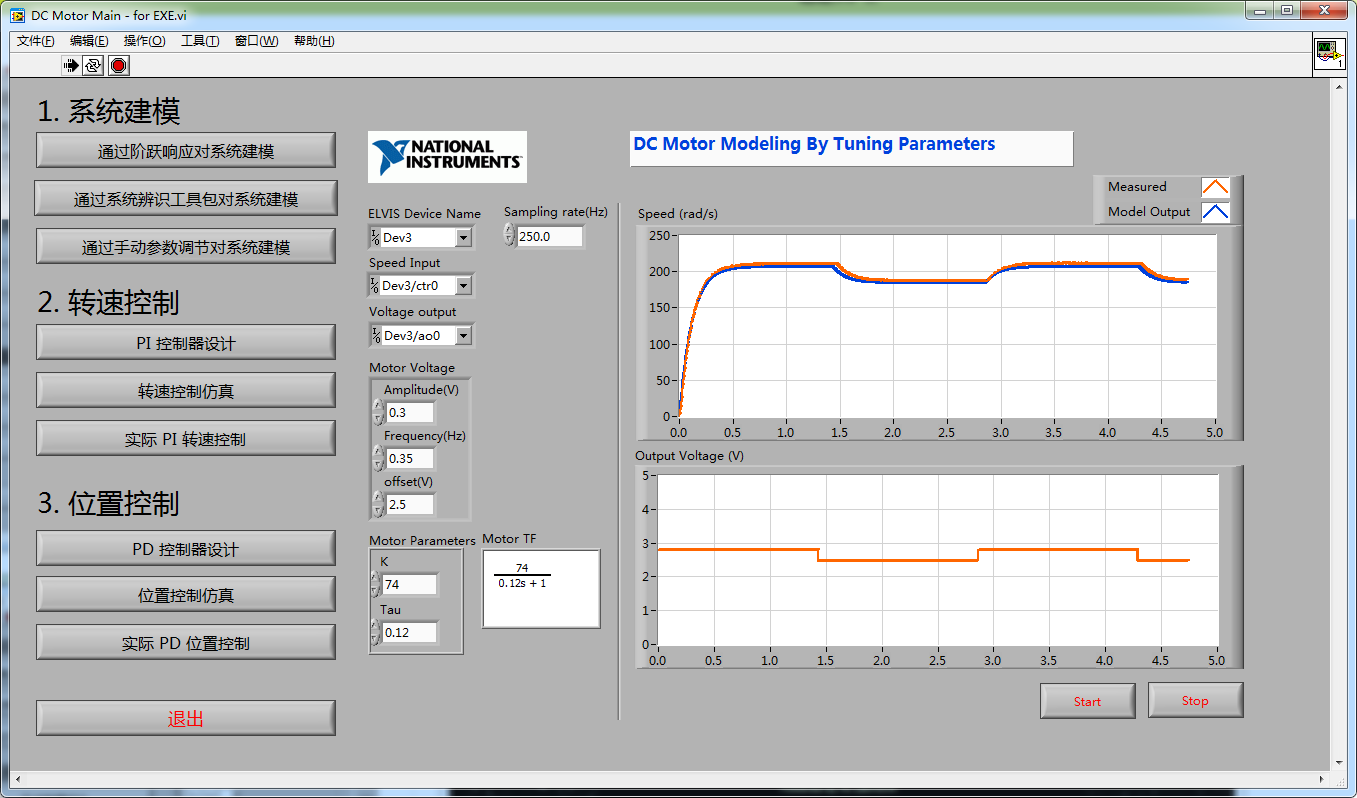 DC Motor Main - for EXE.vi
文件(F) 编辑(E) 操作(O) 工具(T) 窗口(W) 帮助(H)
1
1. 系统建模
通过阶跃响应对系统建模
通过系统辨识工具包对系统建模
通过手动参数调节对系统建模
2. 转速控制
PI 控制器设计
转速控制仿真
实际 PI 转速控制
3. 位置控制
PD 控制器设计
位置控制仿真
实际 PD 位置控制
退出
NATIONAL
INSTRUMENTS
ELVIS Device Name
Dev3
Sampling rate(Hz)
250.0
Speed Input
Dev3/ctr0
Voltage output
Dev3/ao0
Motor Voltage
Amplitude(V)
0.3
Frequency(Hz)
0.35
offset(V)
2.5
Motor Parameters
K
74
Tau
0.12
Motor TF
74
0.12s + 1
DC Motor Modeling By Tuning Parameters
Measured
Model Output
Speed (rad/s)
250
200
150
100
50
0
0.0 0.5 1.0 1.5 2.0 2.5 3.0 3.5 4.0 4.5 5.0
Output Voltage (V)
5
4
3
2
1
0
0.0 0.5 1.0 1.5 2.0 2.5 3.0 3.5 4.0 4.5 5.0
Start
Stop